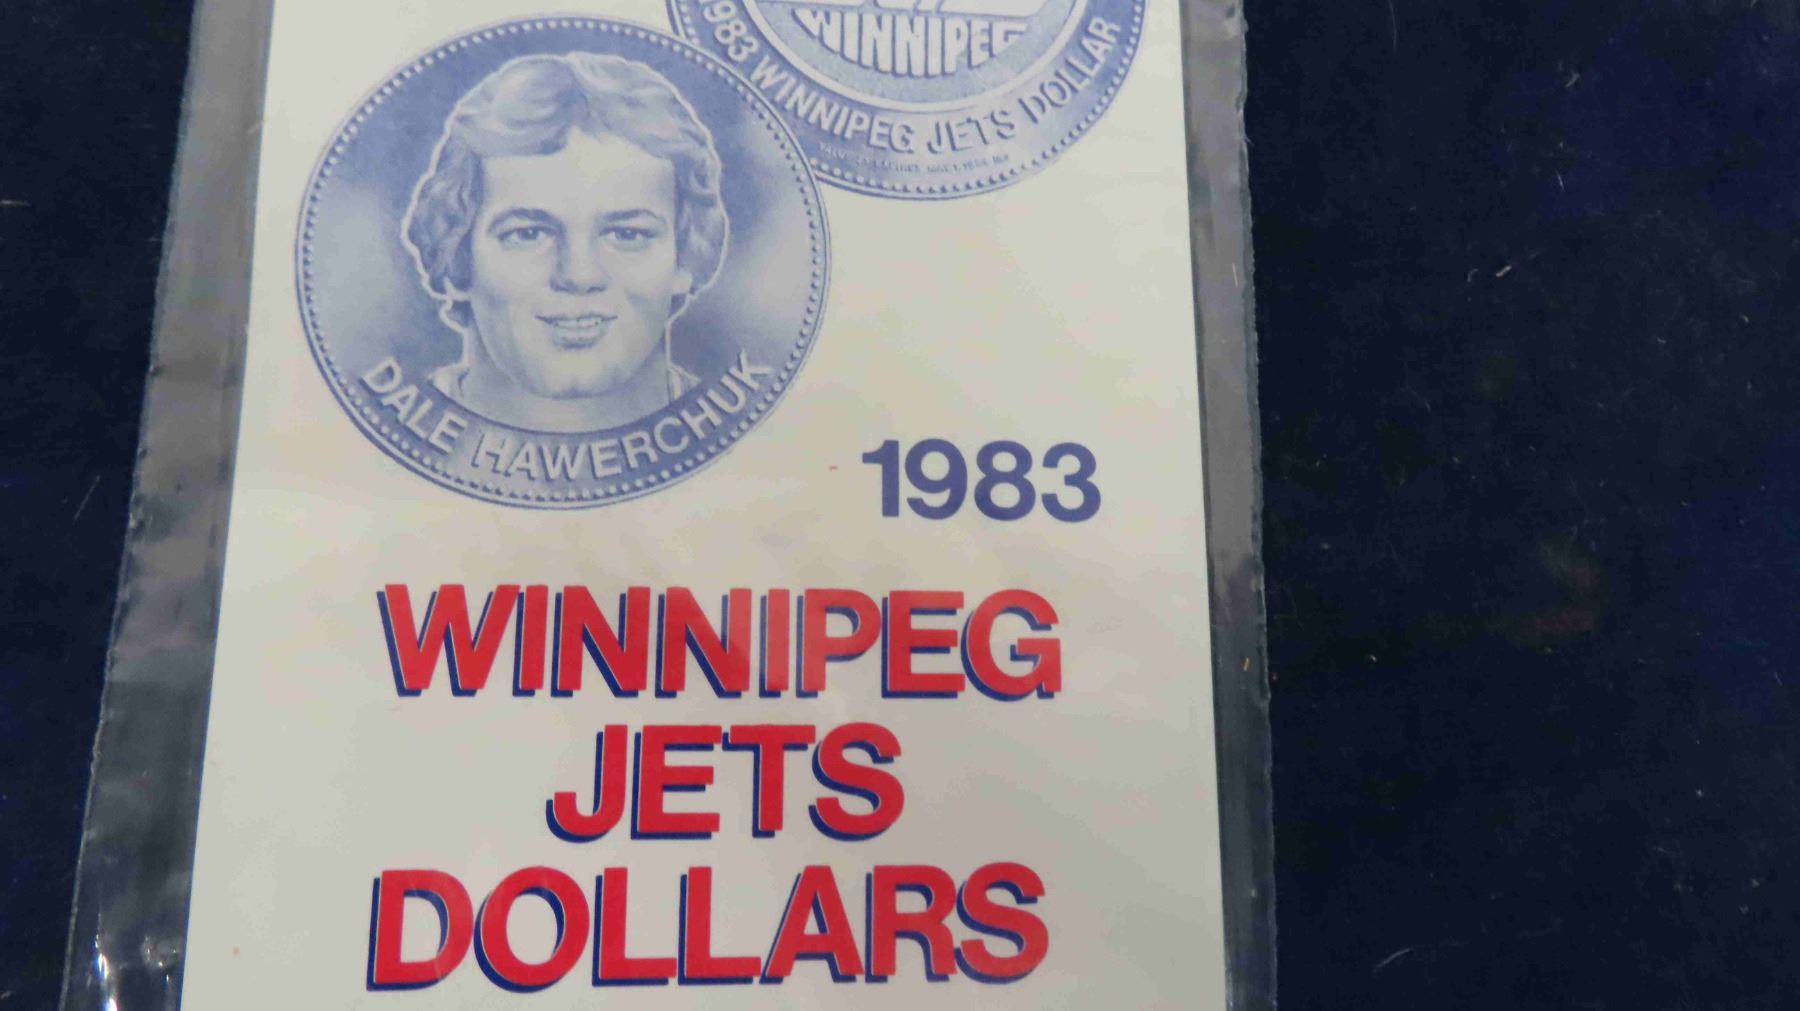 WINNIPEG
1983 WINNIPEG JETS DOLLAR
DALE HAWERCHUK
1983
WINNIPEG
JETS
DOLLARS